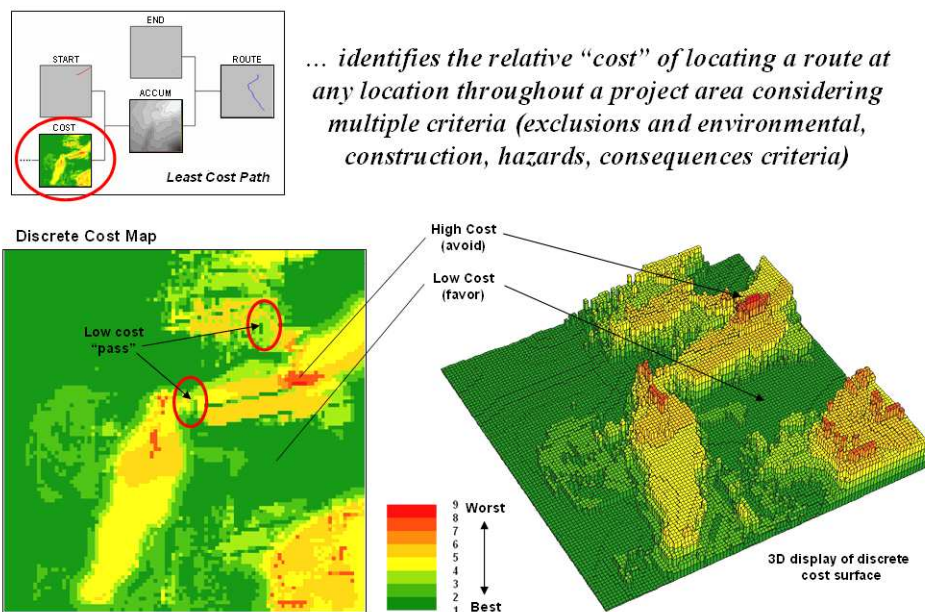 END
START
ROUTE
ACCUM
COST
Least Cost Path
… identifies the relative “cost” of locating a route at
any location throughout a project area considering
multiple criteria (exclusions and environmental,
construction, hazards, consequences criteria)
Discrete Cost Map
High Cost
(avoid)
Low Cost
(favor)
Low cost
“pass”
9 Worst
8
7
6
5
4
3
2
1 Best
3D display of discrete
cost surface